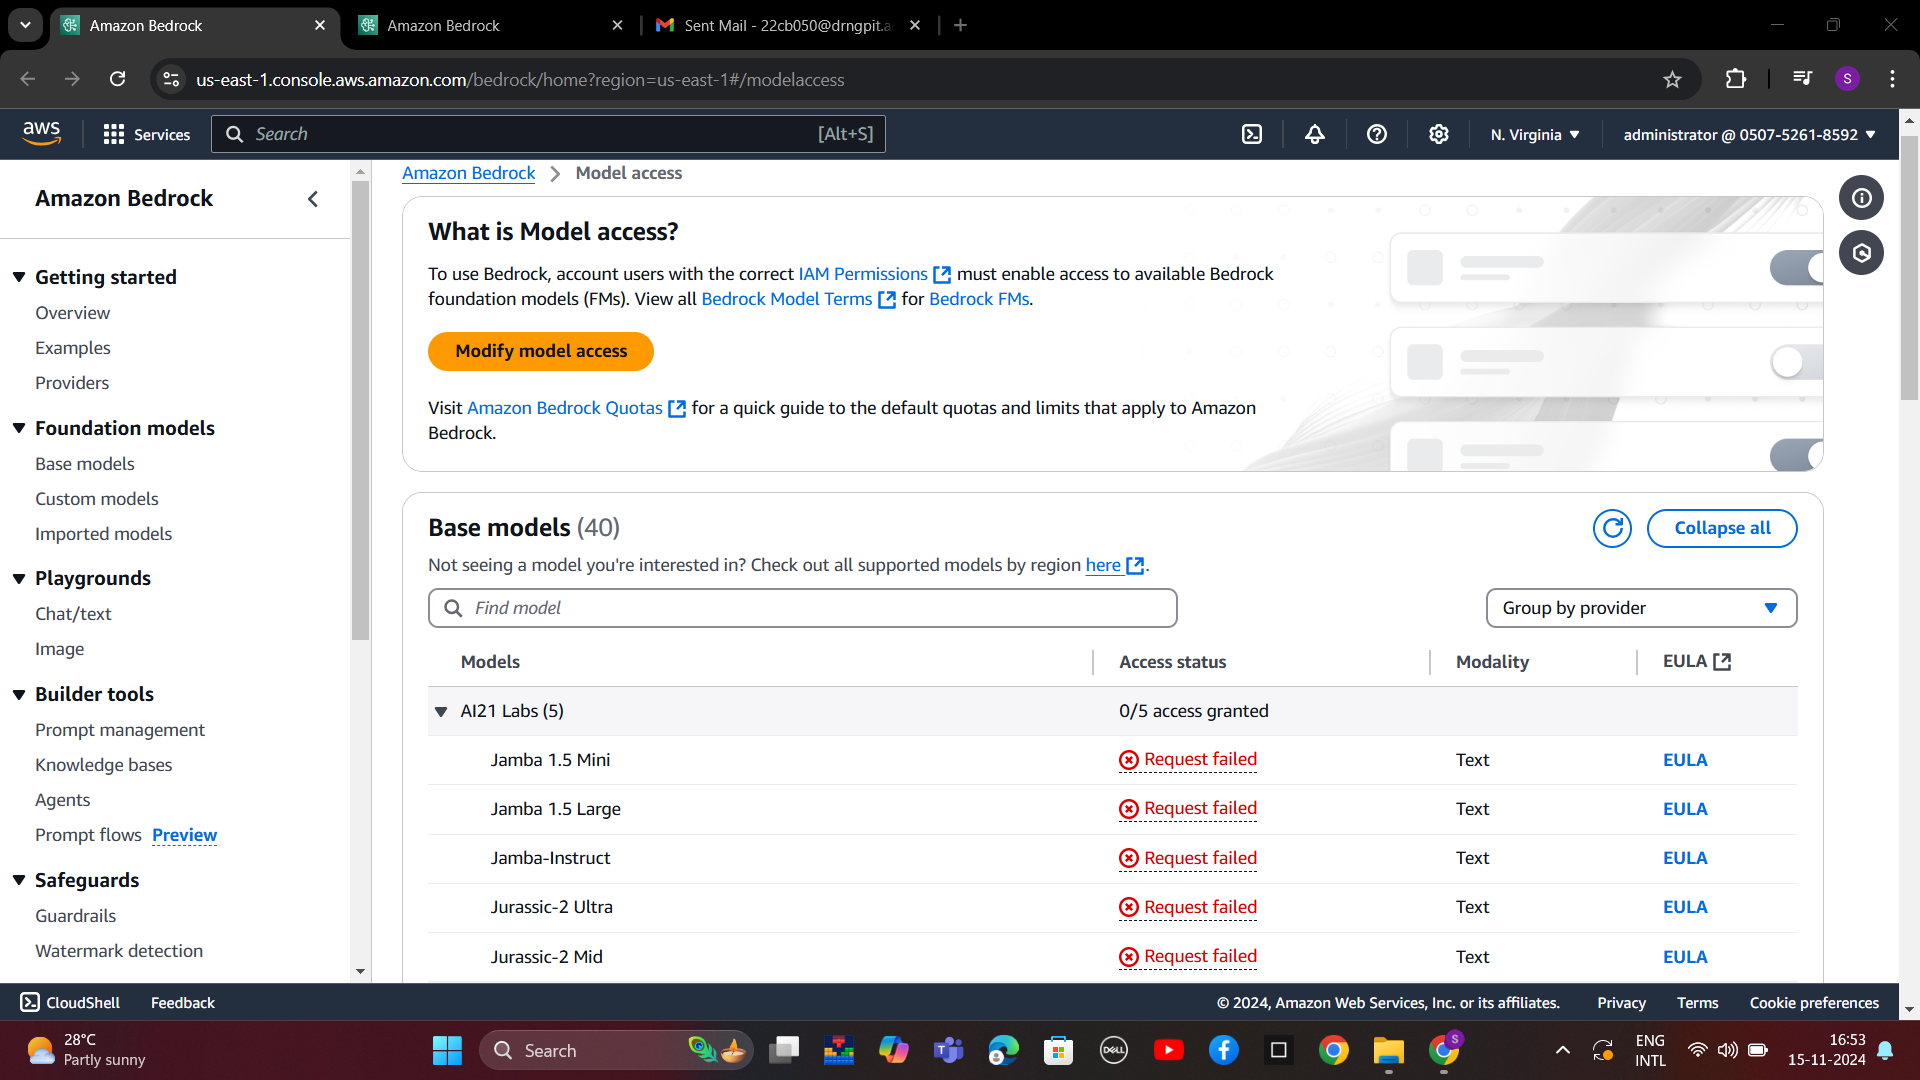 Amazon Bedrock
Amazon Bedrock
Sent Mail - 22cb050@drngpit.a
us-east-1.console.aws.amazon.com/bedrock/home?region=us-east-1#/modelaccess
S
aws
Services
Search
[Alt+S]
N. Virginia
administrator @ 0507-5261-8592
Amazon Bedrock
Getting started
Overview
Examples
Providers
Foundation models
Base models
Custom models
Imported models
Playgrounds
Chat/text
Image
Builder tools
Prompt management
Knowledge bases
Agents
Prompt flows Preview
Safeguards
Guardrails
Watermark detection
Amazon Bedrock > Model access
What is Model access?
To use Bedrock, account users with the correct IAM Permissions must enable access to available Bedrock
foundation models (FMs). View all Bedrock Model Terms for Bedrock FMs.
Modify model access
Visit Amazon Bedrock Quotas for a quick guide to the default quotas and limits that apply to Amazon
Bedrock.
Base models (40)
Collapse all
Not seeing a model you're interested in? Check out all supported models by region here.
Find model
Group by provider
Models Access status Modality EULA
AI21 Labs (5) 0/5 access granted
Jamba 1.5 Mini Request failed Text EULA
Jamba 1.5 Large Request failed Text EULA
Jamba-Instruct Request failed Text EULA
Jurassic-2 Ultra Request failed Text EULA
Jurassic-2 Mid Request failed Text EULA
CloudShell Feedback © 2024, Amazon Web Services, Inc. or its affiliates. Privacy Terms Cookie preferences
28°C
Partly sunny
Search
DELL
S
ENG
INTL
16:53
15-11-2024